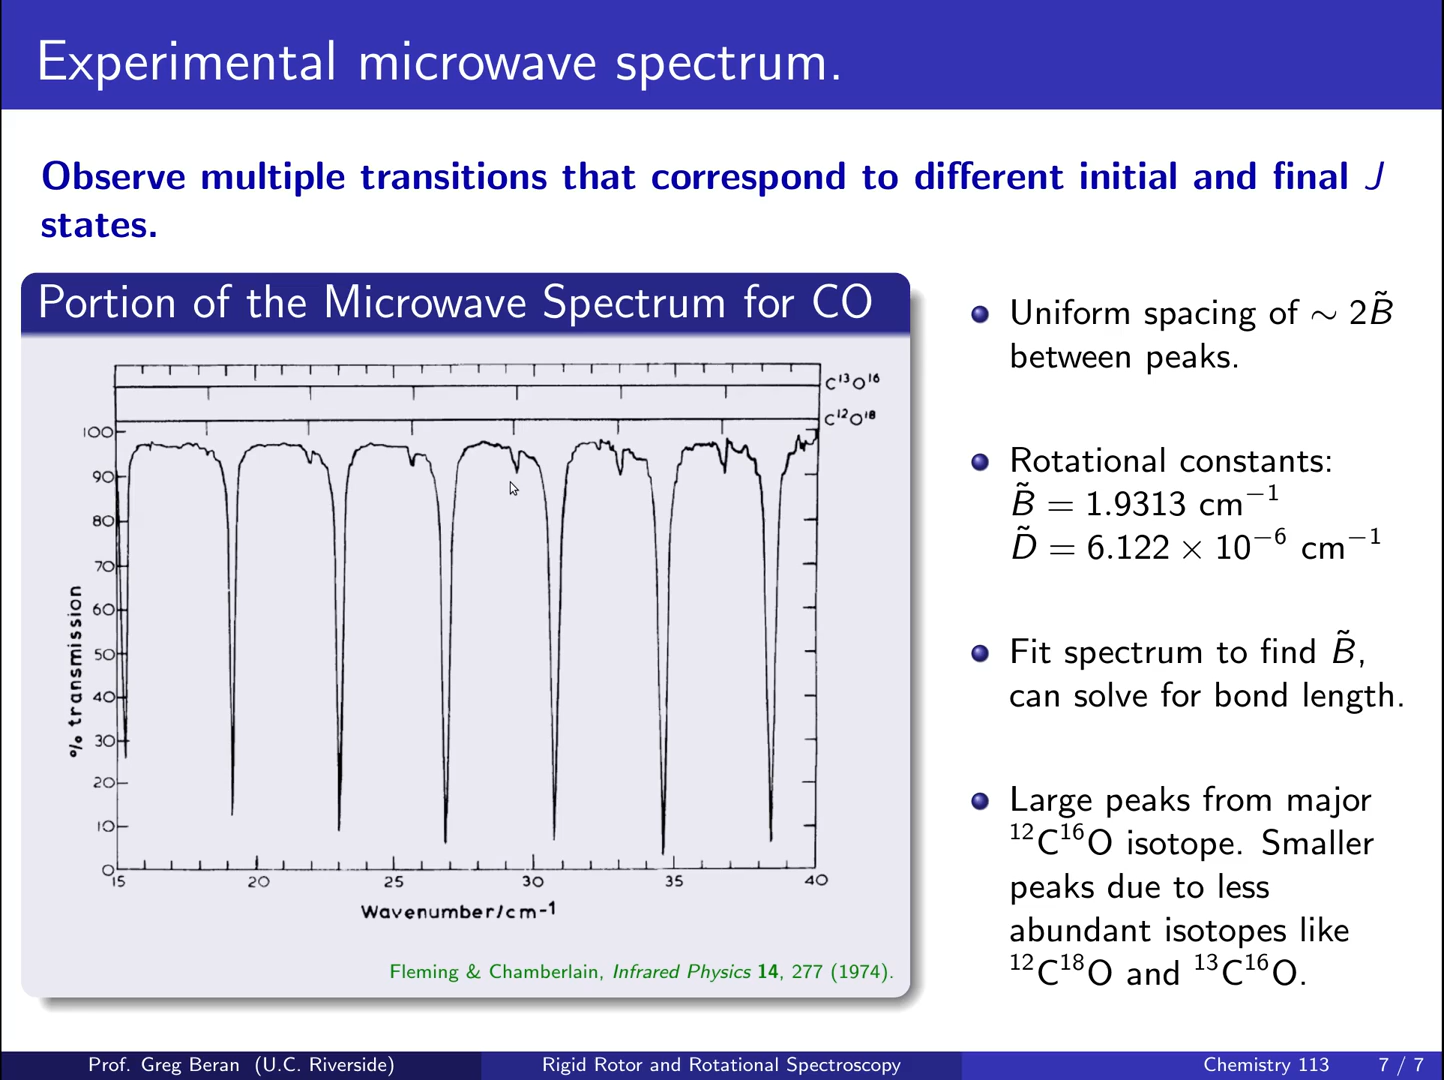 Experimental microwave spectrum.
Observe multiple transitions that correspond to different initial and final J
states.
Portion of the Microwave Spectrum for CO
C¹³O¹⁶
C¹²O¹⁸
100
90
80
70
60
50
40
30
20
10
0
% transmission
15 20 25 30 35 40
Wavenumber/cm-1
Fleming & Chamberlain, Infrared Physics 14, 277 (1974).
Uniform spacing of ∼ 2B̃
between peaks.
Rotational constants:
B̃ = 1.9313 cm⁻¹
D̃ = 6.122 × 10⁻⁶ cm⁻¹
Fit spectrum to find B̃,
can solve for bond length.
Large peaks from major
¹²C¹⁶O isotope. Smaller
peaks due to less
abundant isotopes like
¹²C¹⁸O and ¹³C¹⁶O.
Prof. Greg Beran (U.C. Riverside) Rigid Rotor and Rotational Spectroscopy Chemistry 113 7 / 7